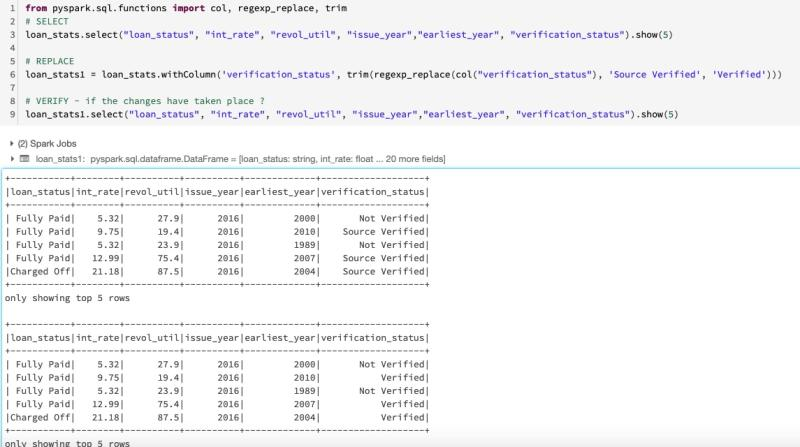 1 from pyspark.sql.functions import col, regexp_replace, trim
2 # SELECT
3 loan_stats.select("loan_status", "int_rate", "revol_util", "issue_year","earliest_year", "verification_status").show(5)
4
5 # REPLACE
6 loan_stats1 = loan_stats.withColumn('verification_status', trim(regexp_replace(col("verification_status"), 'Source Verified', 'Verified')))
7
8 # VERIFY - if the changes have taken place ?
9 loan_stats1.select("loan_status", "int_rate", "revol_util", "issue_year","earliest_year", "verification_status").show(5)
(2) Spark Jobs
loan_stats1: pyspark.sql.dataframe.DataFrame = [loan_status: string, int_rate: float ... 20 more fields]
+-----------+--------+----------+----------+-------------+-------------------+
|loan_status|int_rate|revol_util|issue_year|earliest_year|verification_status|
+-----------+--------+----------+----------+-------------+-------------------+
| Fully Paid|    5.32|      27.9|      2016|         2000|       Not Verified|
| Fully Paid|    9.75|      19.4|      2016|         2010|    Source Verified|
| Fully Paid|    5.32|      23.9|      2016|         1989|       Not Verified|
| Fully Paid|   12.99|      75.4|      2016|         2007|    Source Verified|
|Charged Off|   21.18|      87.5|      2016|         2004|    Source Verified|
+-----------+--------+----------+----------+-------------+-------------------+
only showing top 5 rows
+-----------+--------+----------+----------+-------------+-------------------+
|loan_status|int_rate|revol_util|issue_year|earliest_year|verification_status|
+-----------+--------+----------+----------+-------------+-------------------+
| Fully Paid|    5.32|      27.9|      2016|         2000|       Not Verified|
| Fully Paid|    9.75|      19.4|      2016|         2010|           Verified|
| Fully Paid|    5.32|      23.9|      2016|         1989|       Not Verified|
| Fully Paid|   12.99|      75.4|      2016|         2007|           Verified|
|Charged Off|   21.18|      87.5|      2016|         2004|           Verified|
+-----------+--------+----------+----------+-------------+-------------------+
only showing top 5 rows